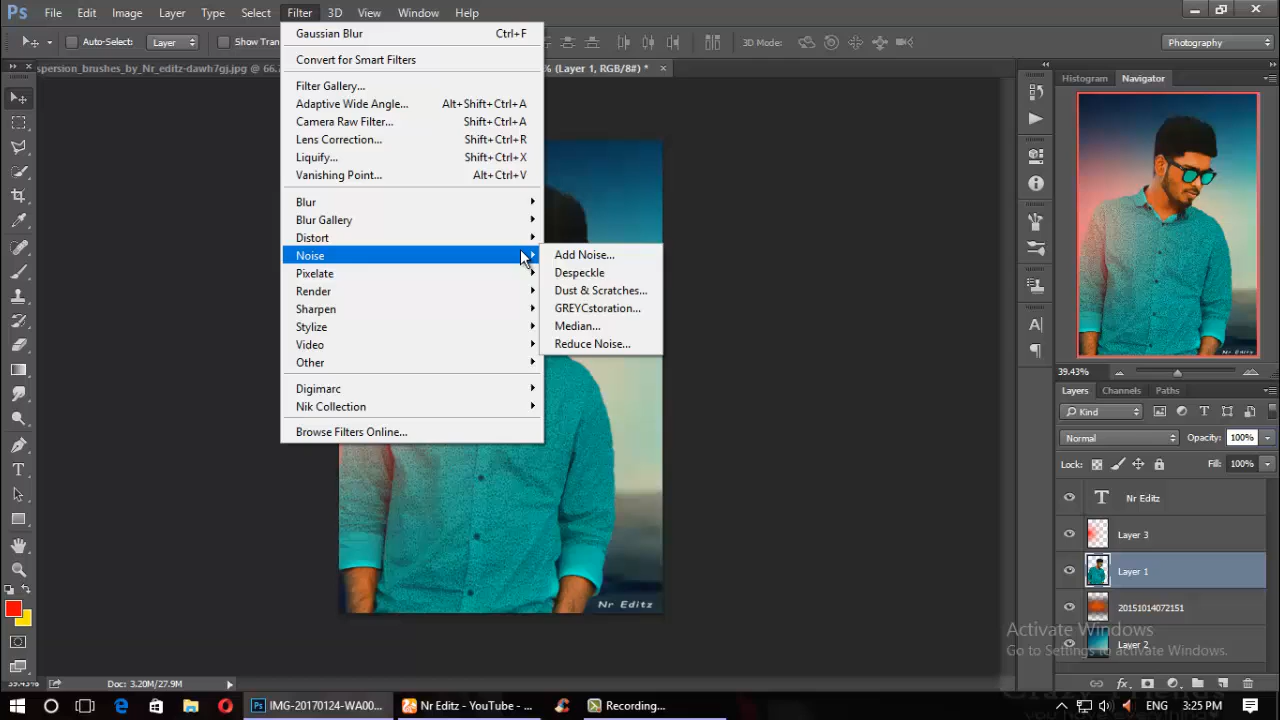 Ps File Edit Image Layer Type Select Filter 3D View Window Help
Auto-Select: Layer Show Tran 3D Mode: Photography
spersion_brushes_by_Nr_editz-dawh7gj.jpg @ 66.7 % (Layer 1, RGB/8#) *
Gaussian Blur Ctrl+F
Convert for Smart Filters
Filter Gallery...
Adaptive Wide Angle... Alt+Shift+Ctrl+A
Camera Raw Filter... Shift+Ctrl+A
Lens Correction... Shift+Ctrl+R
Liquify... Shift+Ctrl+X
Vanishing Point... Alt+Ctrl+V
Blur
Blur Gallery
Distort
Noise
Pixelate
Render
Sharpen
Stylize
Video
Other
Digimarc
Nik Collection
Browse Filters Online...
Add Noise...
Despeckle
Dust & Scratches...
GREYCstoration...
Median...
Reduce Noise...
Nr Editz
Histogram Navigator
Nr Editz
39.43%
Layers Channels Paths
Kind
Normal Opacity: 100%
Lock: Fill: 100%
Nr Editz
Layer 3
Layer 1
20151014072151
Layer 2
Activate Windows
Go to Settings to activate Windows.
39.43% Doc: 3.20M/27.9M
IMG-20170124-WA00... Nr Editz - YouTube - ... Recording... ENG 3:25 PM